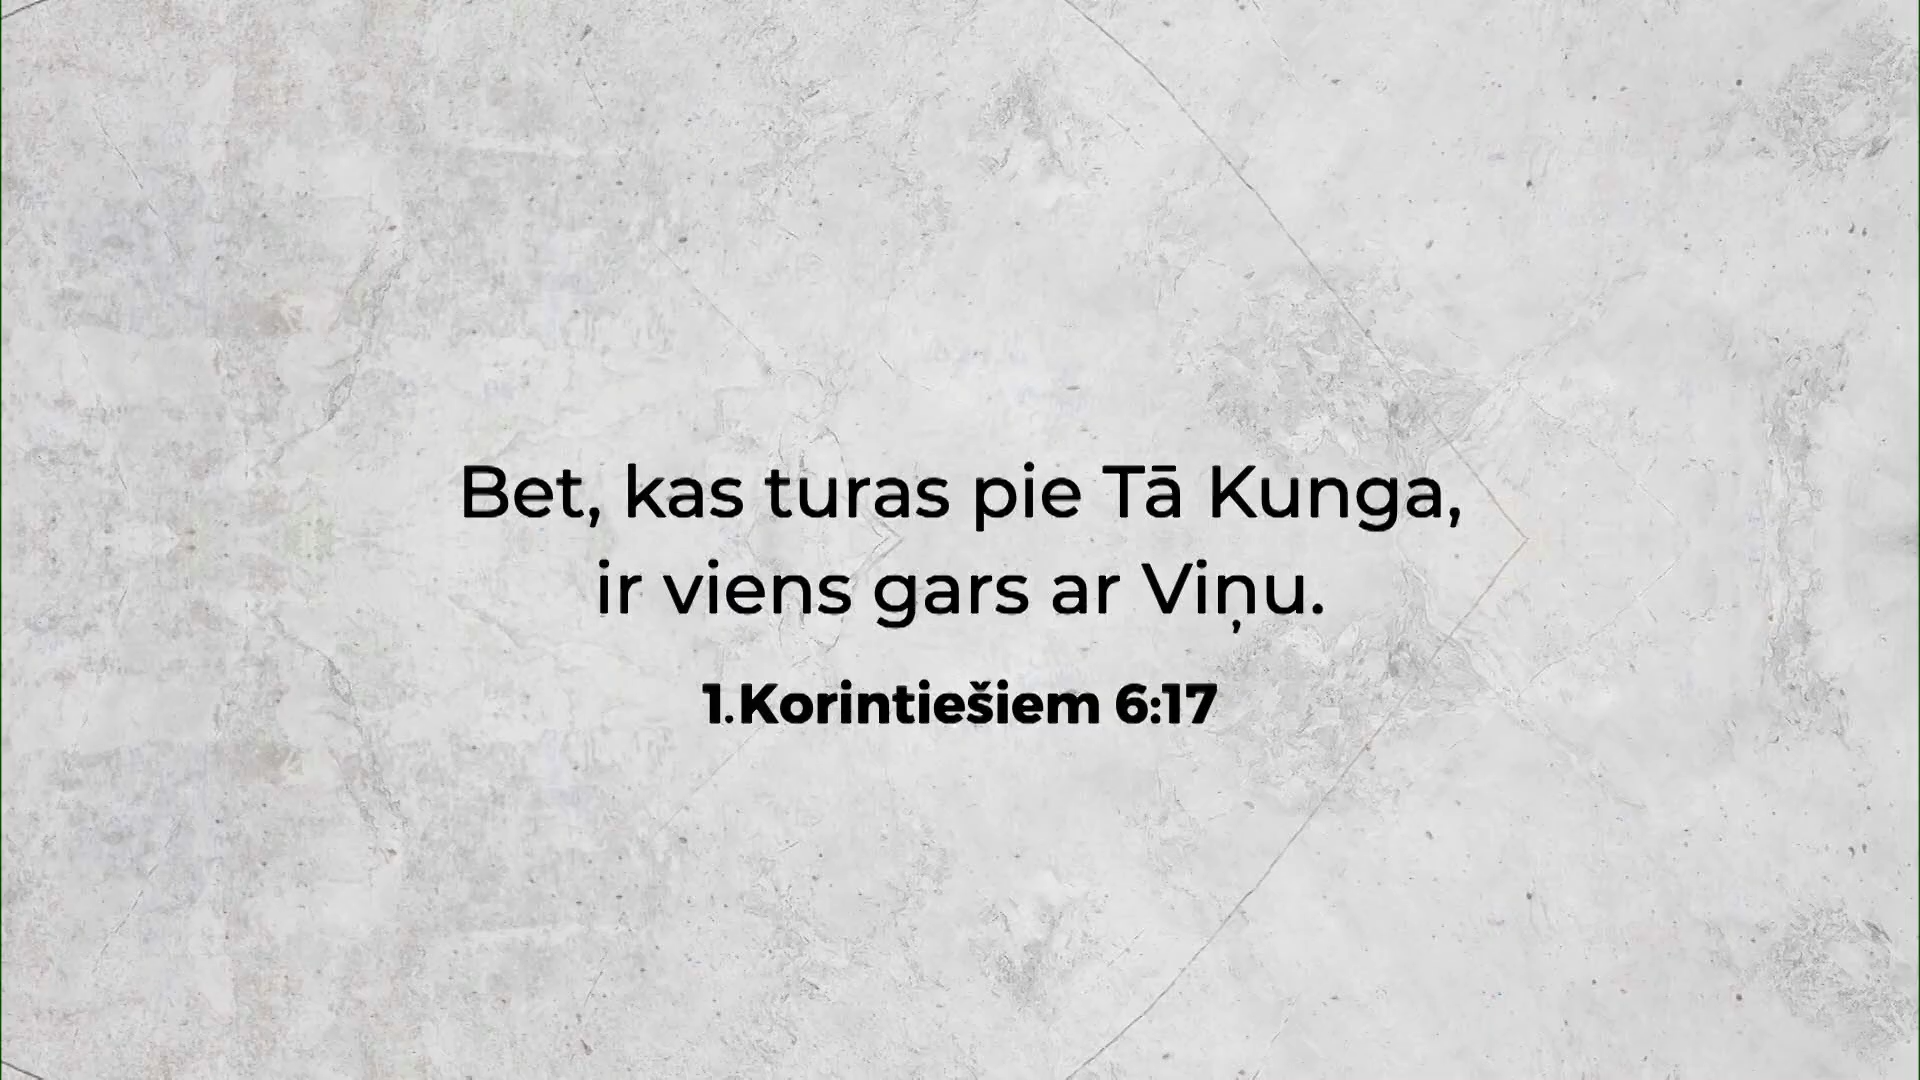 Bet, kas turas pie Tā Kunga,
ir viens gars ar Viņu.
1.Korintiešiem 6:17